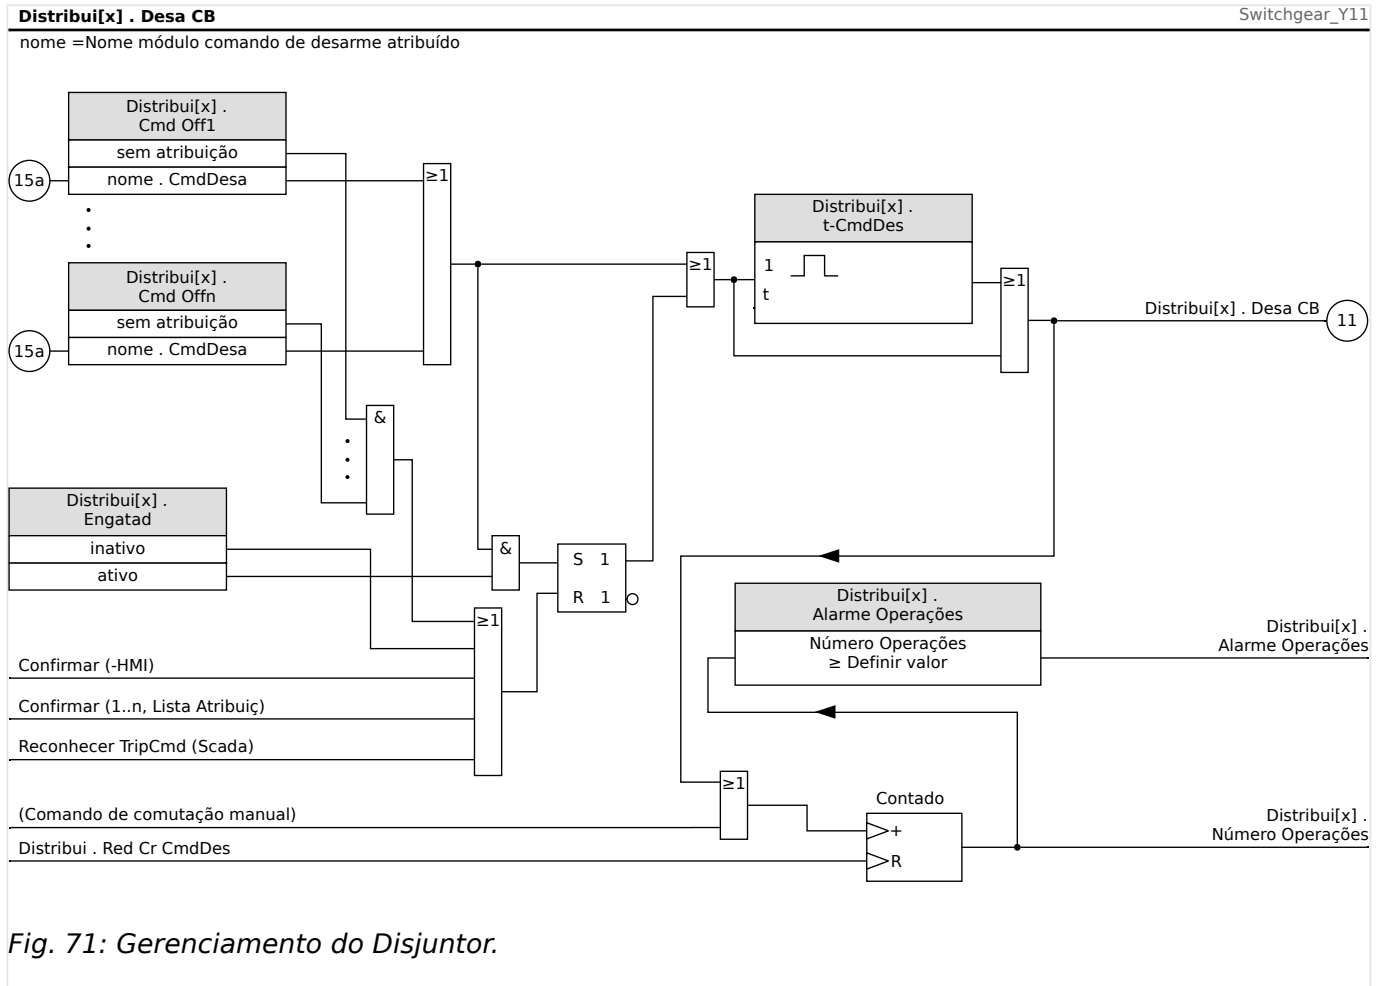 Distribui[x] . Desa CB
Switchgear_Y11
nome =Nome módulo comando de desarme atribuído
Distribui[x] .
Cmd Off1
sem atribuição
15a
nome . CmdDesa
≥1
Distribui[x] .
t-CmdDes
1
t
≥1
≥1
Distribui[x] .
Cmd Offn
sem atribuição
15a
nome . CmdDesa
Distribui[x] . Desa CB
11
&
Distribui[x] .
Engatad
inativo
ativo
&
S 1
R 1
≥1
Distribui[x] .
Alarme Operações
Número Operações
≥ Definir valor
Distribui[x] .
Alarme Operações
Confirmar (-HMI)
Confirmar (1..n, Lista Atribuiç)
Reconhecer TripCmd (Scada)
≥1
Contado
(Comando de comutação manual)
+
Distribui[x] .
Número Operações
Distribui . Red Cr CmdDes
R
Fig. 71: Gerenciamento do Disjuntor.